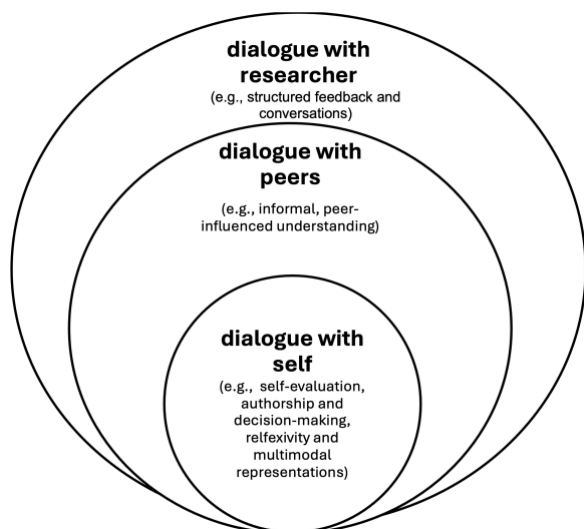 dialogue with
researcher
(e.g., structured feedback and
conversations)
dialogue with
peers
(e.g., informal, peer-
influenced understanding)
dialogue with
self
(e.g.,  self-evaluation,
authorship and
decision-making,
relfexivity and
multimodal
representations)